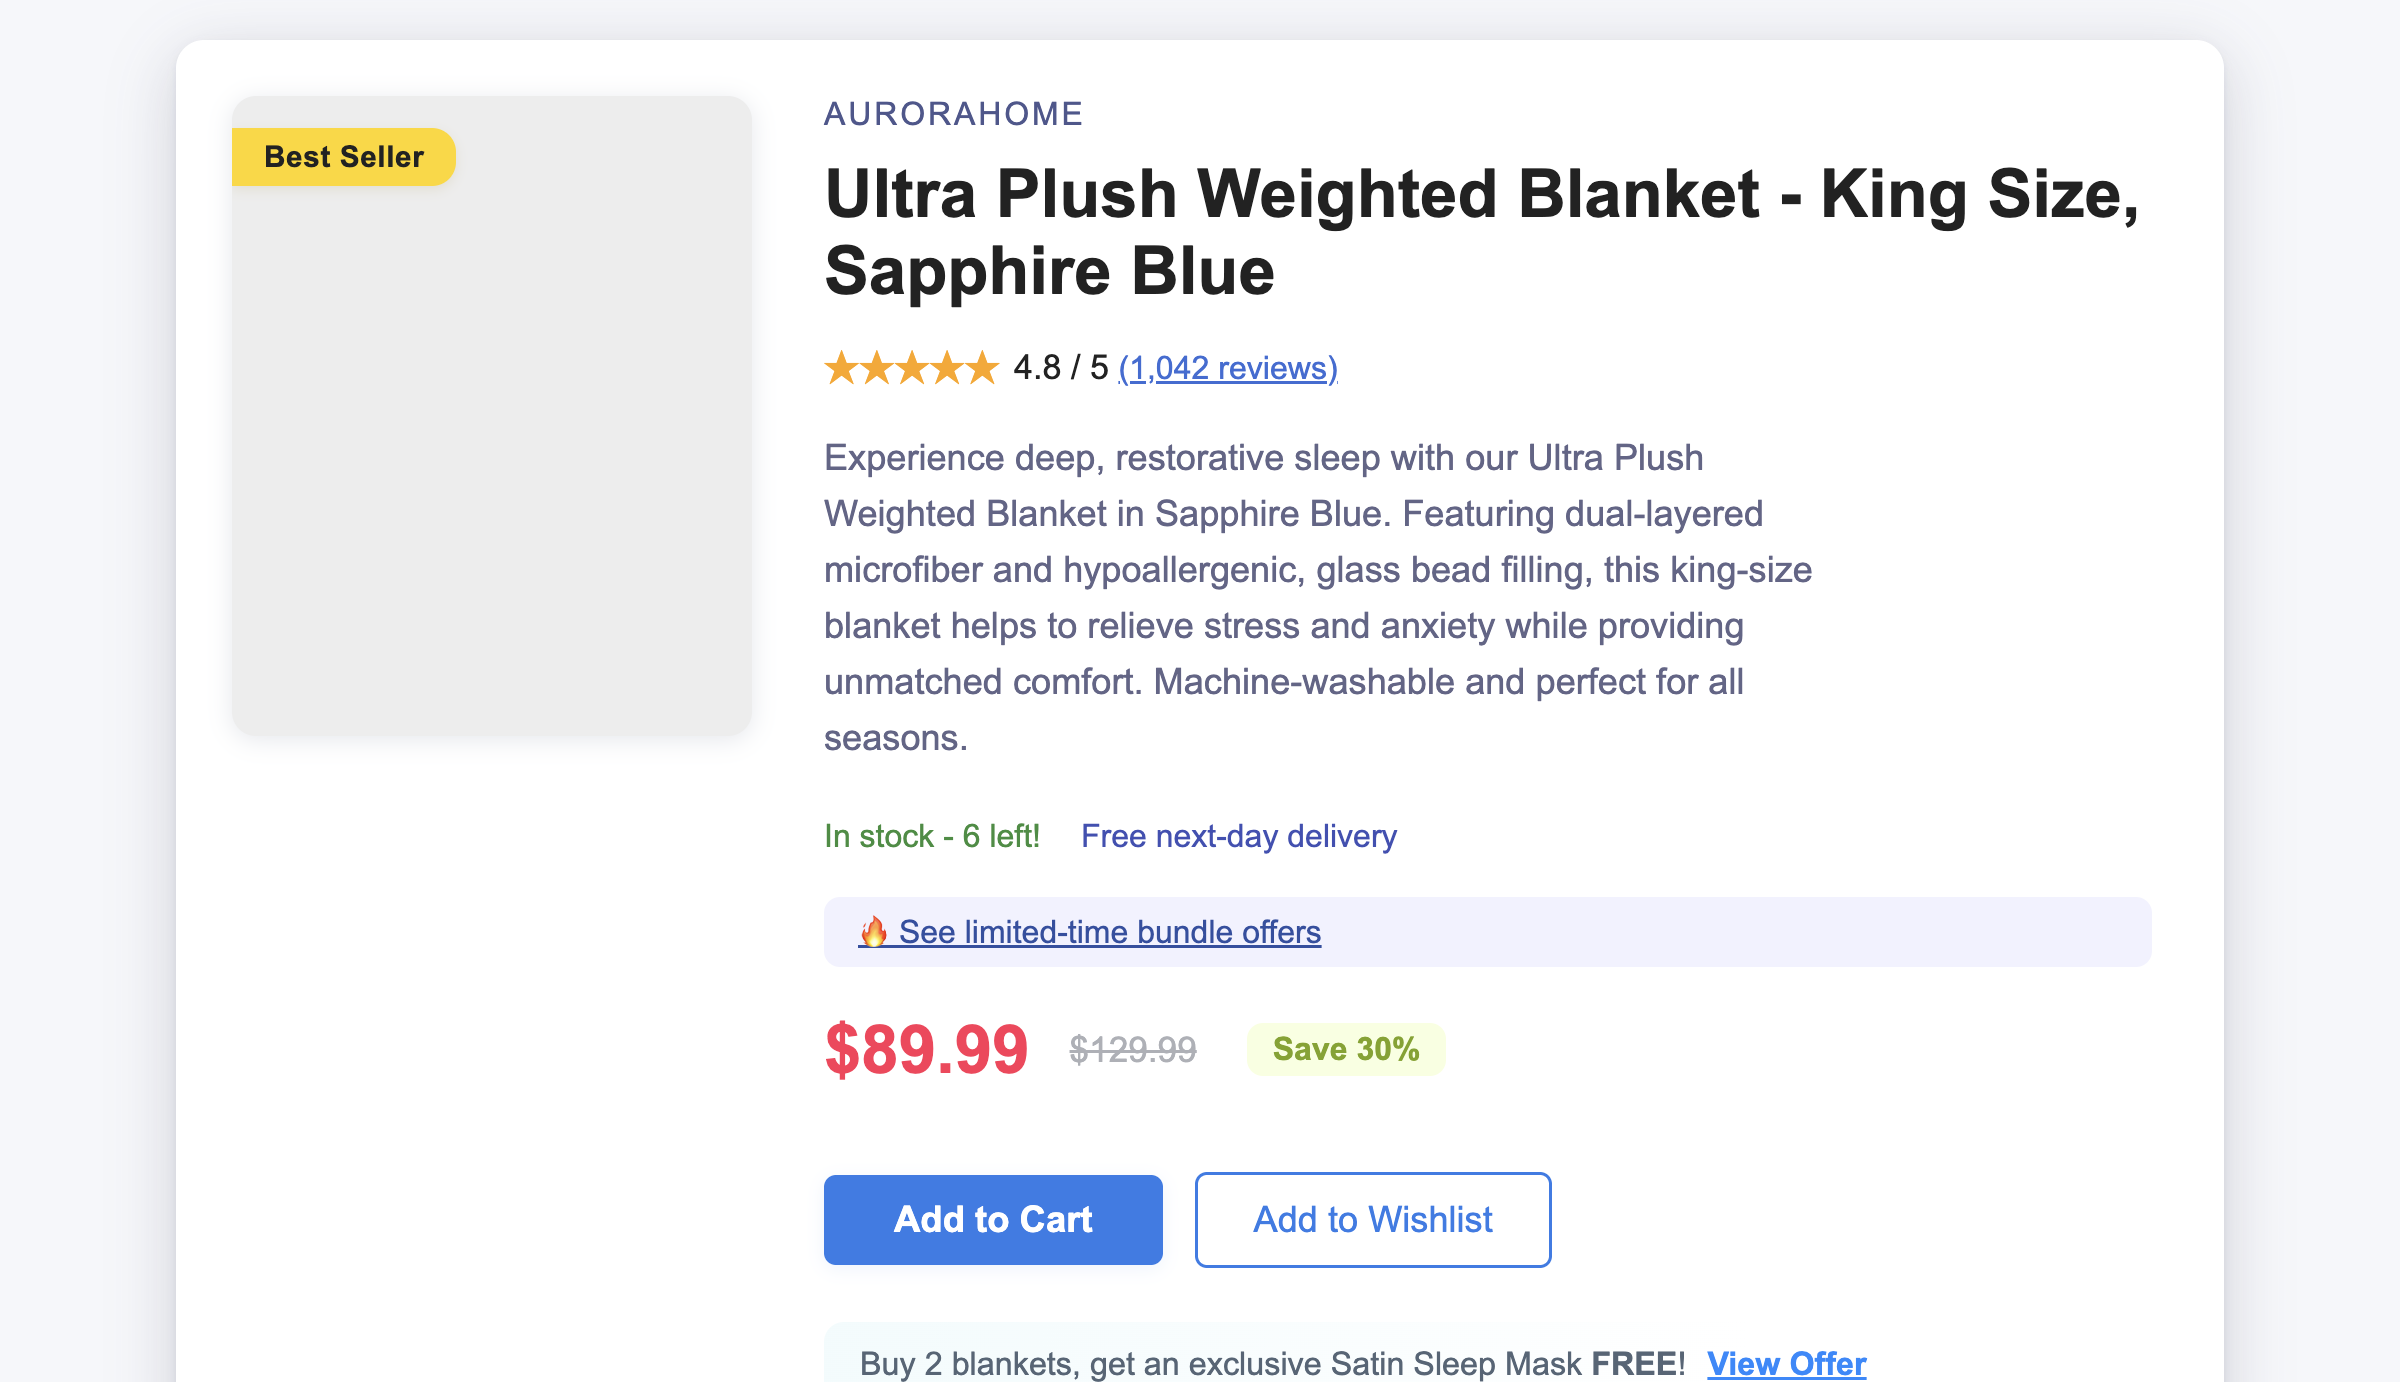 Best Seller
AURORAHOME
Ultra Plush Weighted Blanket - King Size,
Sapphire Blue
★★★★★ 4.8 / 5 (1,042 reviews)
Experience deep, restorative sleep with our Ultra Plush
Weighted Blanket in Sapphire Blue. Featuring dual-layered
microfiber and hypoallergenic, glass bead filling, this king-size
blanket helps to relieve stress and anxiety while providing
unmatched comfort. Machine-washable and perfect for all
seasons.
In stock - 6 left! Free next-day delivery
🔥 See limited-time bundle offers
$89.99 $129.99 Save 30%
Add to Cart Add to Wishlist
Buy 2 blankets, get an exclusive Satin Sleep Mask FREE! View Offer